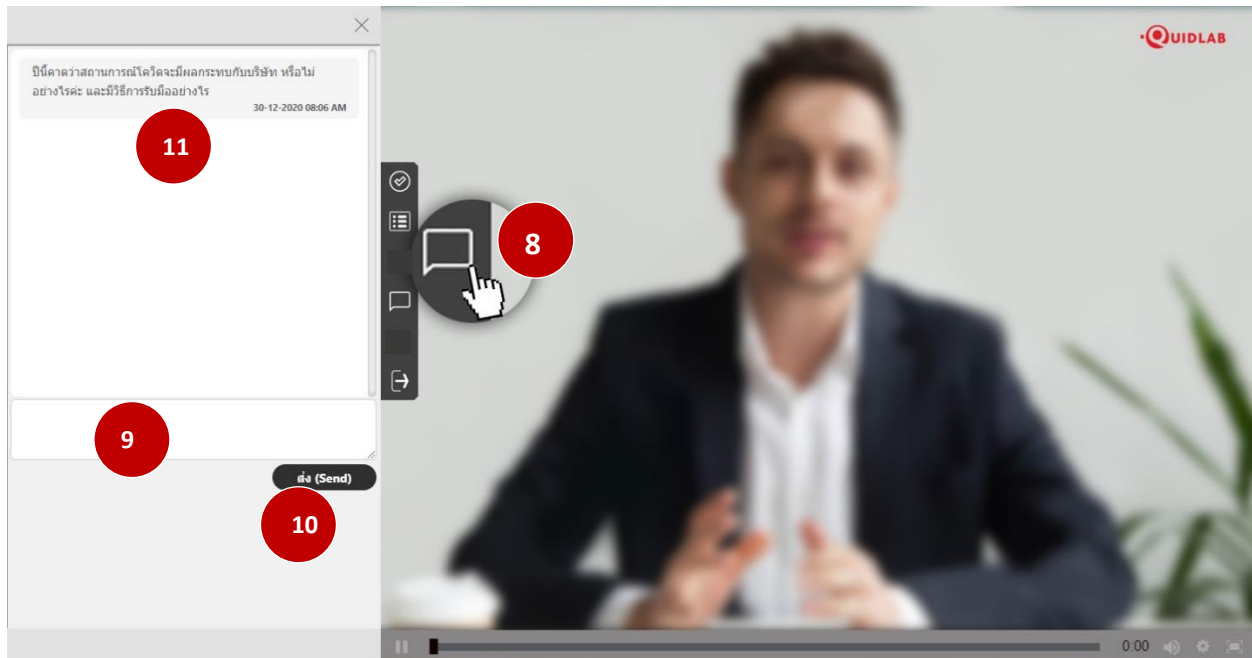 ปีนี้คาดว่าสถานการณ์โควิดจะมีผลกระทบกับบริษัท หรือไม่
อย่างไรค่ะ และมีวิธีการรับมืออย่างไร
30-12-2020 08:06 AM
11
9
ส่ง (Send)
10
8
QUIDLAB
0:00